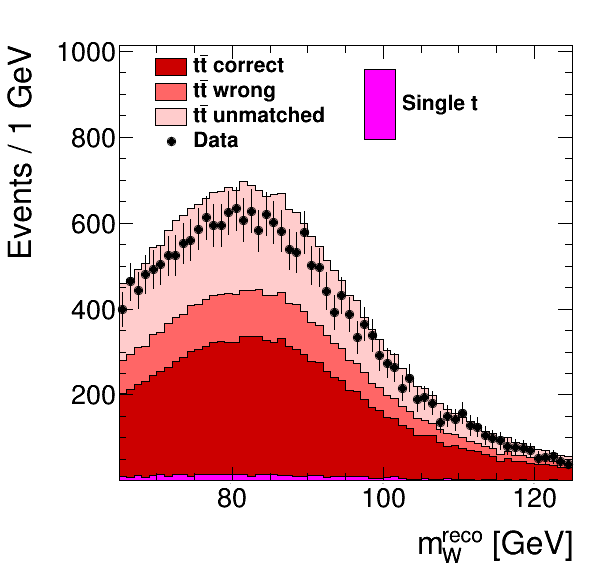 Events / 1 GeV
1000
800
600
400
200
tt̄ correct
tt̄ wrong
tt̄ unmatched
Data
Single t
80 100 120
m_W^reco [GeV]